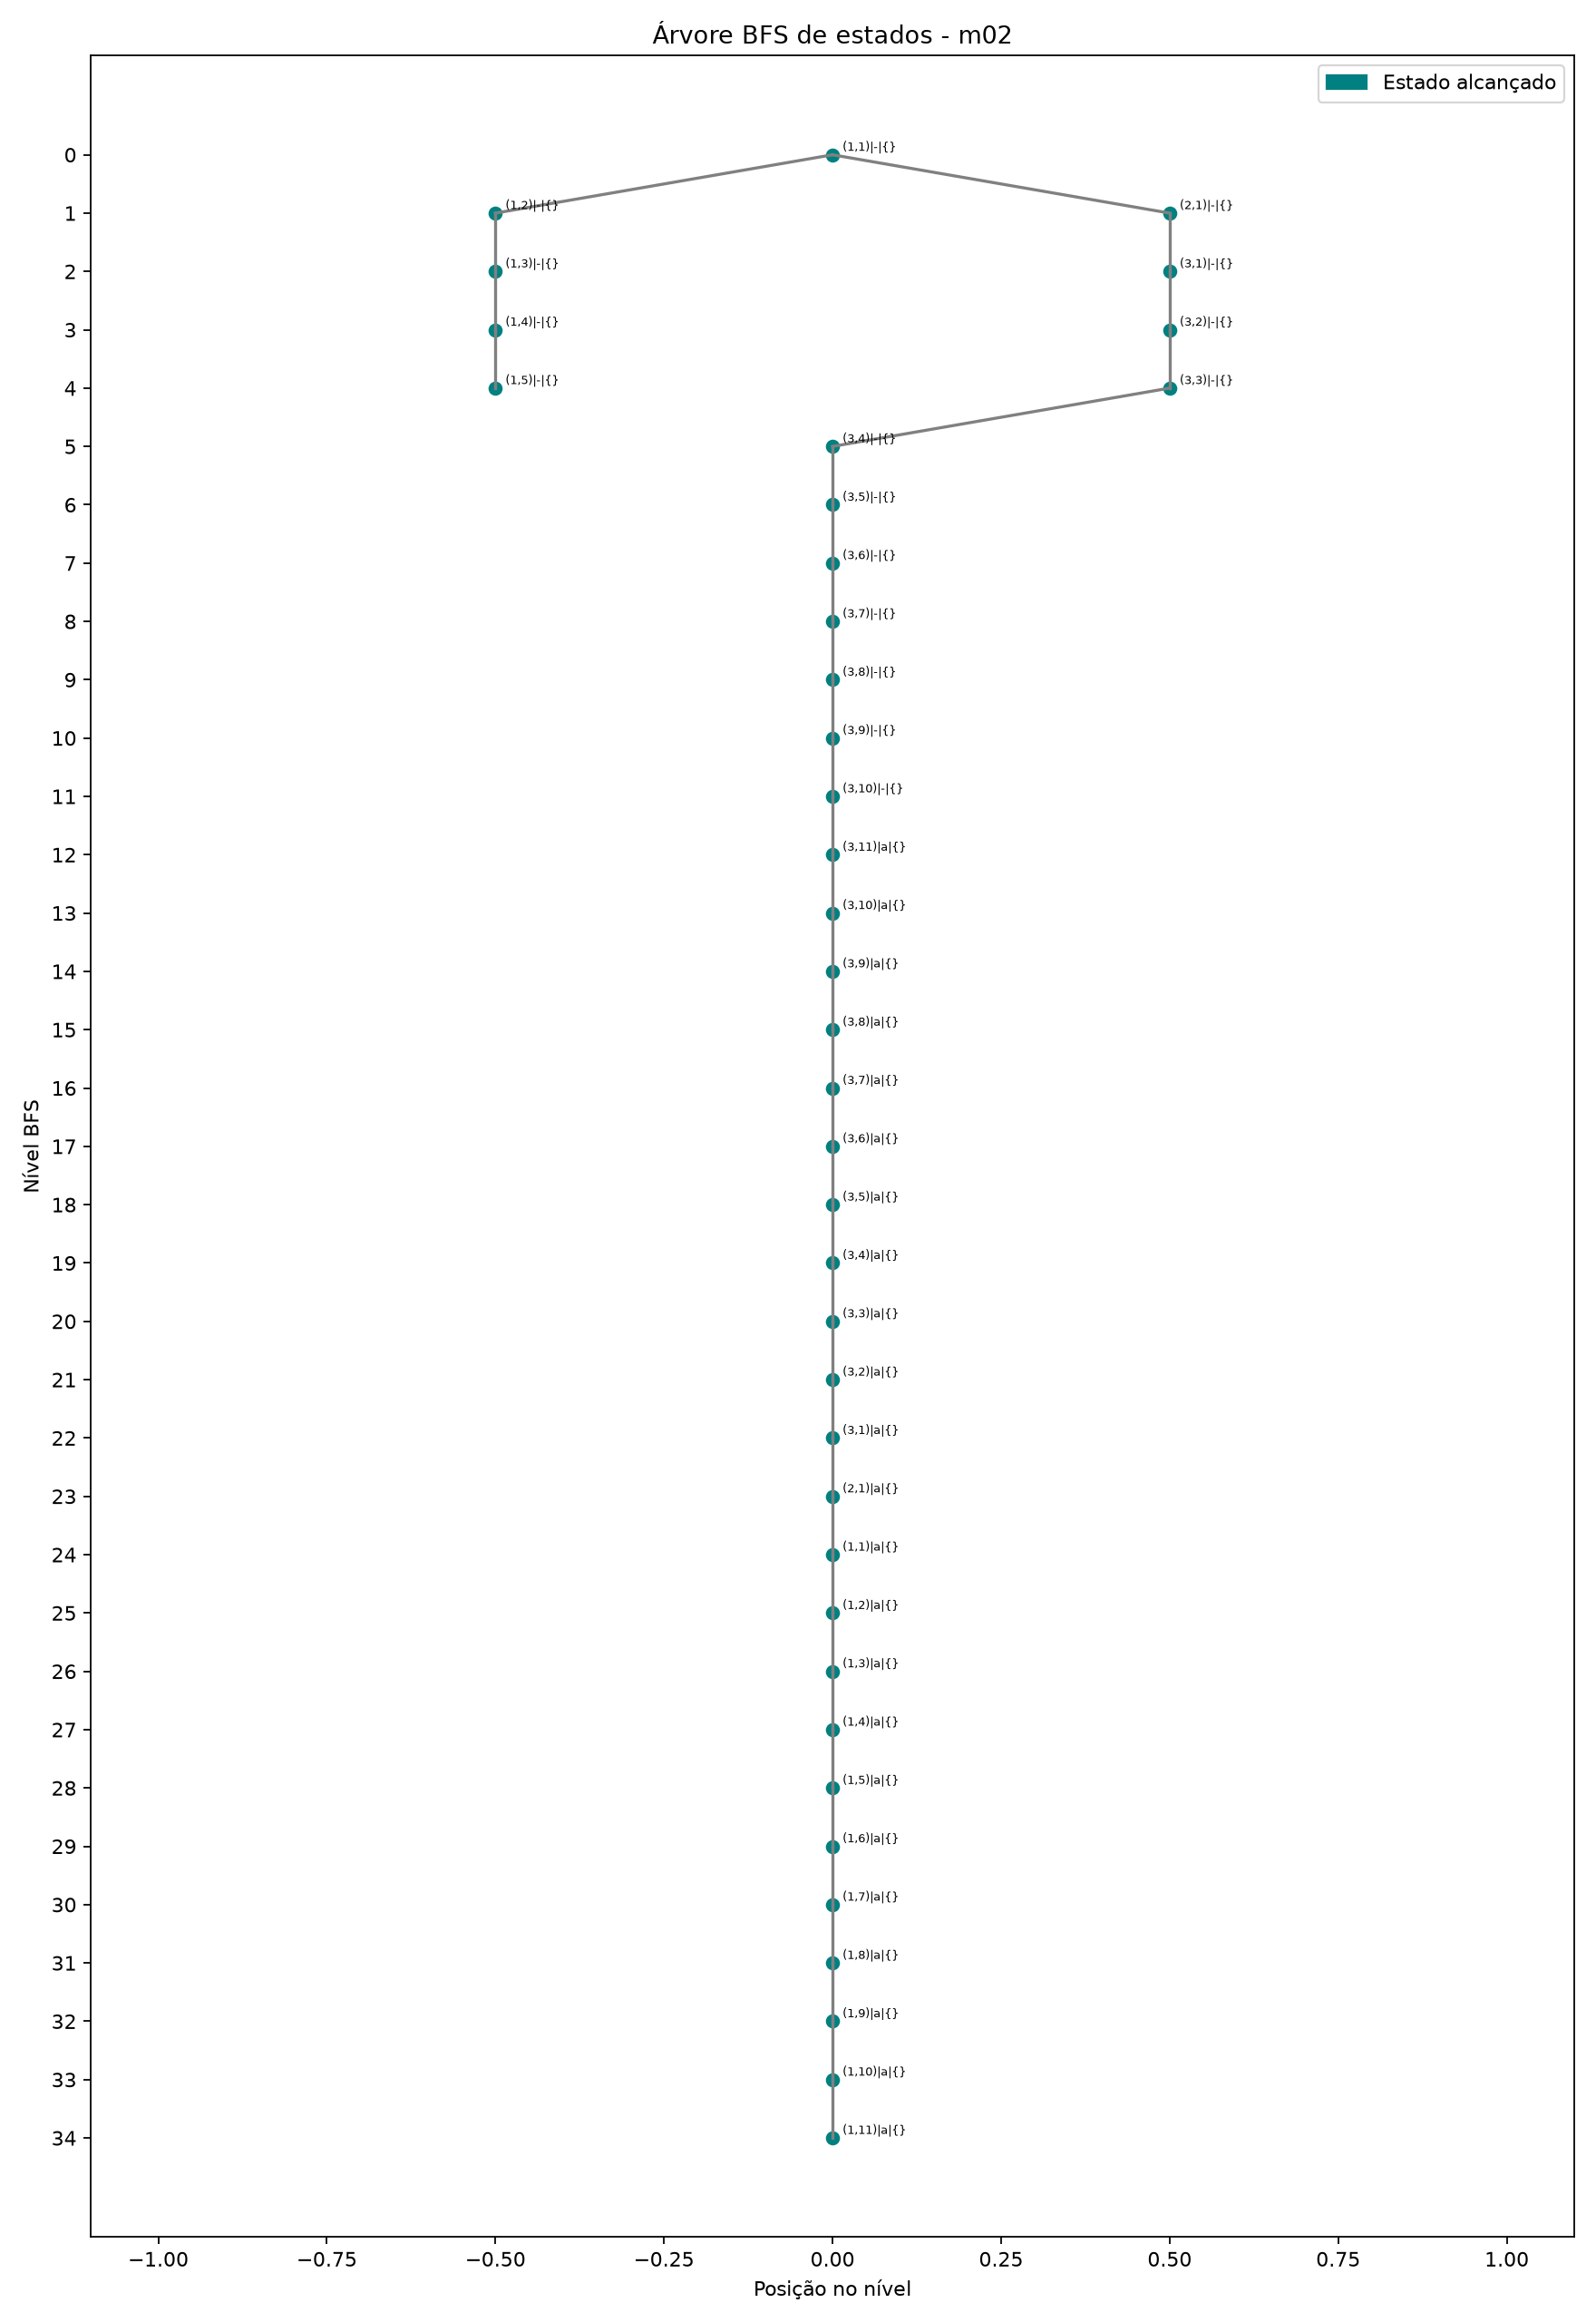 Árvore BFS de estados - m02
Estado alcançado
0
(1,1)|-|{}
1
(1,2)|-|{}
(2,1)|-|{}
2
(1,3)|-|{}
(3,1)|-|{}
3
(1,4)|-|{}
(3,2)|-|{}
4
(1,5)|-|{}
(3,3)|-|{}
5
(3,4)|-|{}
6
(3,5)|-|{}
7
(3,6)|-|{}
8
(3,7)|-|{}
9
(3,8)|-|{}
10
(3,9)|-|{}
11
(3,10)|-|{}
12
(3,11)|a|{}
13
(3,10)|a|{}
14
(3,9)|a|{}
15
(3,8)|a|{}
16
(3,7)|a|{}
17
(3,6)|a|{}
18
(3,5)|a|{}
19
(3,4)|a|{}
20
(3,3)|a|{}
21
(3,2)|a|{}
22
(3,1)|a|{}
23
(2,1)|a|{}
24
(1,1)|a|{}
25
(1,2)|a|{}
26
(1,3)|a|{}
27
(1,4)|a|{}
28
(1,5)|a|{}
29
(1,6)|a|{}
30
(1,7)|a|{}
31
(1,8)|a|{}
32
(1,9)|a|{}
33
(1,10)|a|{}
34
(1,11)|a|{}
Nível BFS
−1.00 −0.75 −0.50 −0.25 0.00 0.25 0.50 0.75 1.00
Posição no nível